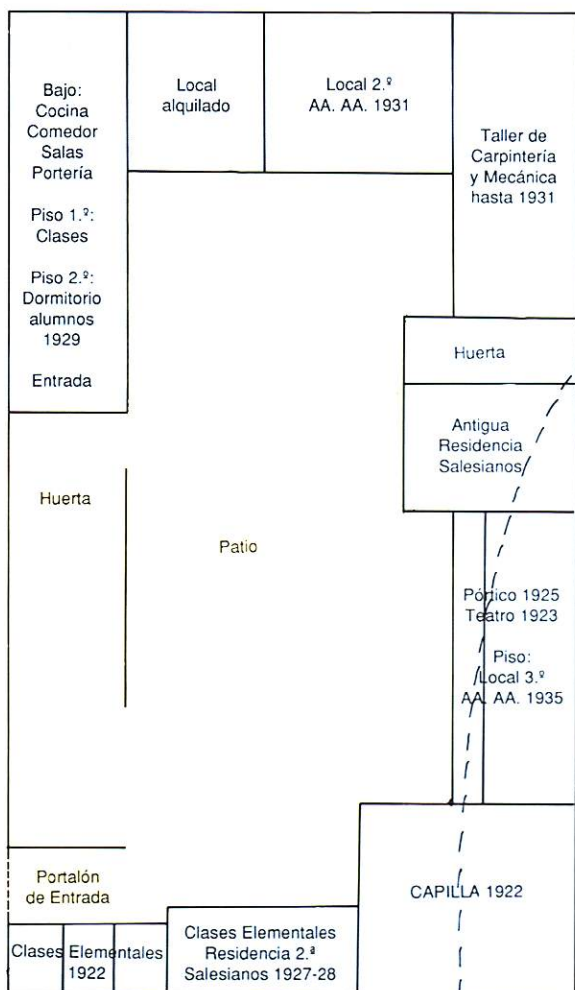 Bajo:
Cocina
Comedor
Salas
Portería
Piso 1.º:
Clases
Piso 2.º:
Dormitorio
alumnos
1929
Entrada
Local
alquilado
Local 2.º
AA. AA. 1931
Taller de
Carpintería
y Mecánica
hasta 1931
Huerta
Antigua
Residencia
Salesianos
Huerta
Patio
Pórtico 1925
Teatro 1923
Piso:
Local 3.º
AA. AA. 1935
Portalón
de Entrada
CAPILLA 1922
Clases Elementales
1922
Clases Elementales
Residencia 2.ª
Salesianos 1927-28